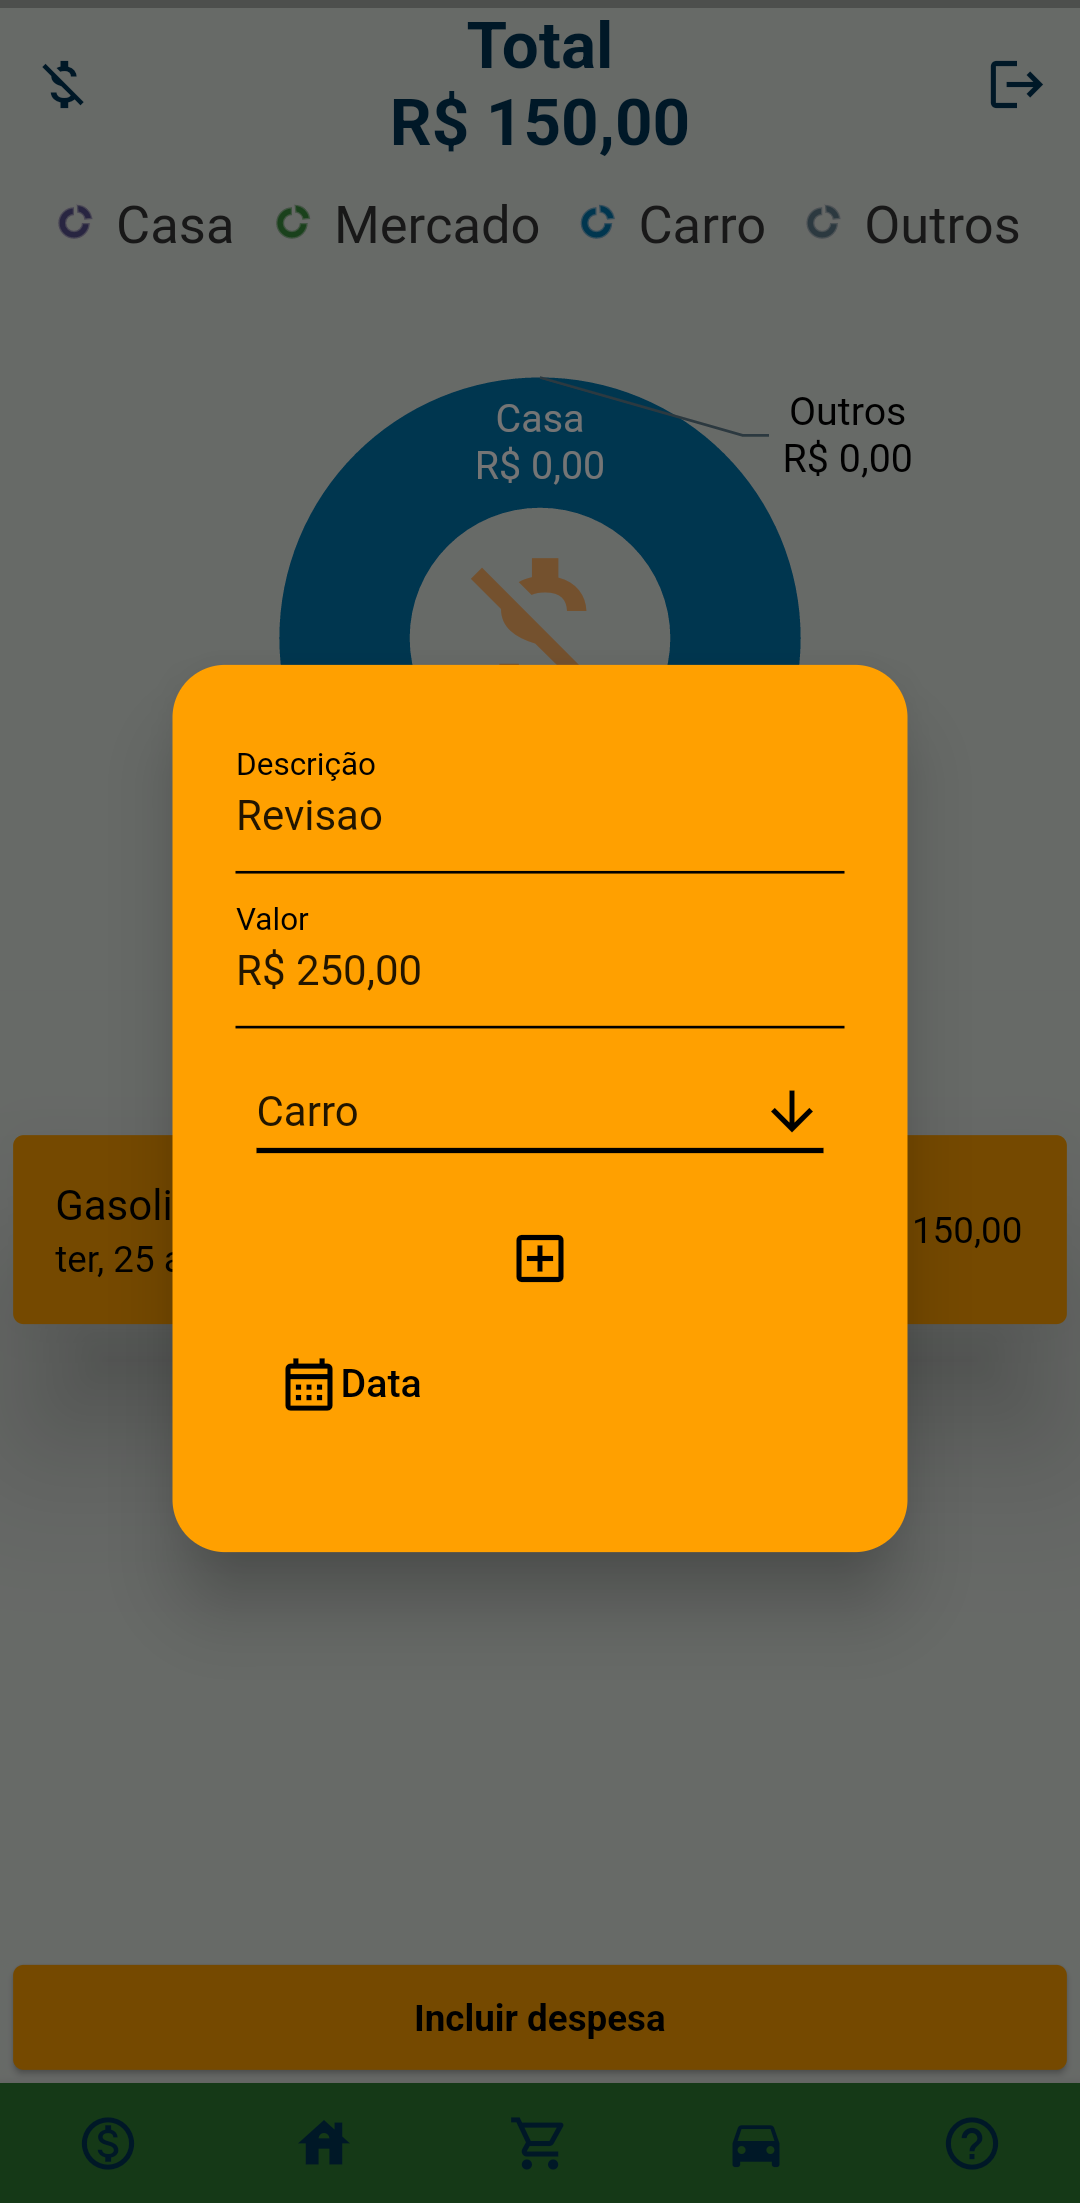 Total
R$ 150,00
Casa Mercado Carro Outros
Casa
R$ 0,00
Outros
R$ 0,00
Descrição
Revisao
Valor
R$ 250,00
Carro
Gasoli
ter, 25
150,00
Data
Incluir despesa